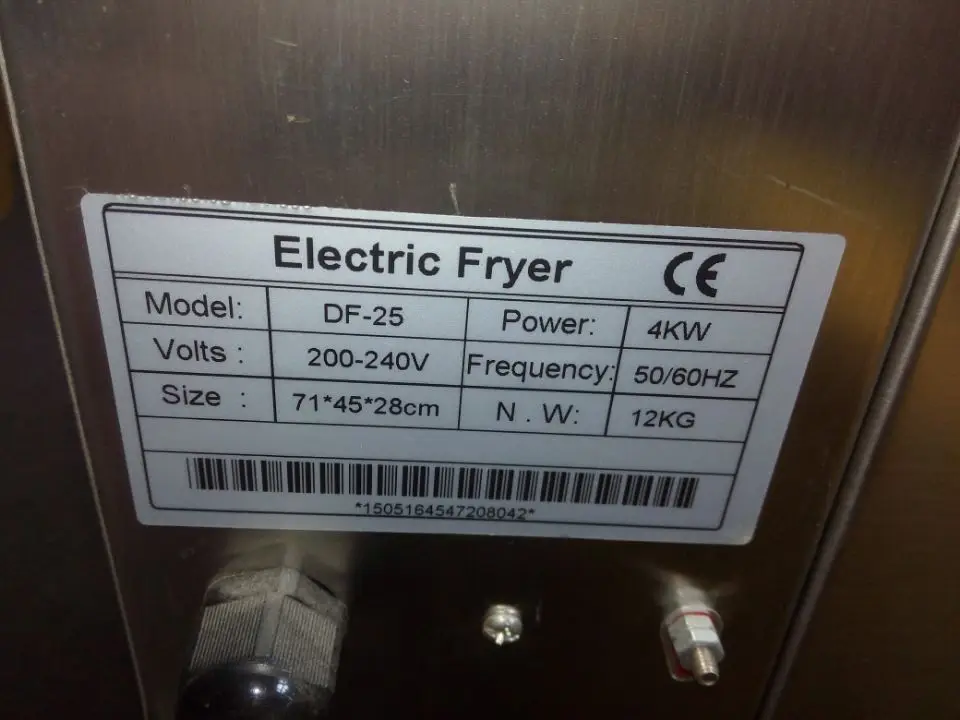 Electric Fryer CE
Model: DF-25 Power: 4KW
Volts : 200-240V Frequency: 50/60HZ
Size : 71*45*28cm N . W: 12KG
*1505164547208042*